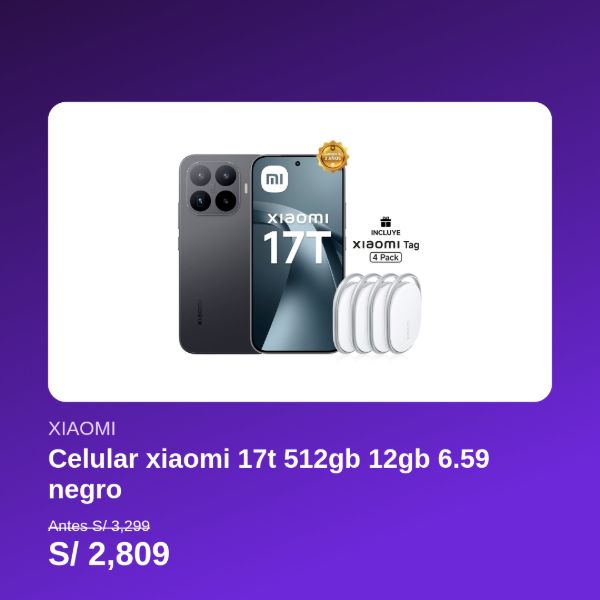 xiaomi
17T
INCLUYE
xiaomi Tag
4 Pack
XIAOMI
Celular xiaomi 17t 512gb 12gb 6.59
negro
Antes S/ 3,299
S/ 2,809